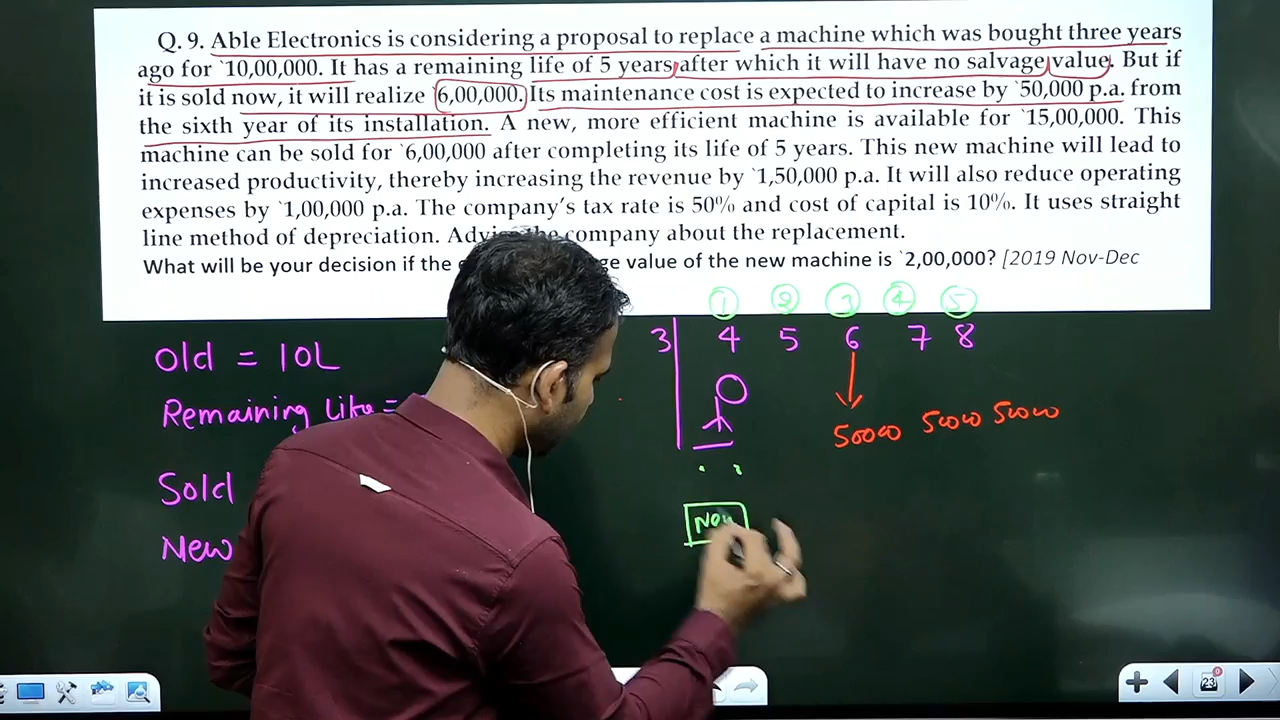 Q. 9. Able Electronics is considering a proposal to replace a machine which was bought three years
ago for `10,00,000. It has a remaining life of 5 years, after which it will have no salvage value. But if
it is sold now, it will realize `6,00,000. Its maintenance cost is expected to increase by `50,000 p.a. from
the sixth year of its installation. A new, more efficient machine is available for `15,00,000. This
machine can be sold for `6,00,000 after completing its life of 5 years. This new machine will lead to
increased productivity, thereby increasing the revenue by `1,50,000 p.a. It will also reduce operating
expenses by `1,00,000 p.a. The company's tax rate is 50% and cost of capital is 10%. It uses straight
line method of depreciation. Advise the company about the replacement.
What will be your decision if the value of the new machine is `2,00,000? [2019 Nov-Dec
1 2 3 4 5
3 4 5 6 7 8
Old = 10L
Remaining Life =
50000 50000 50000
Sold
New
23